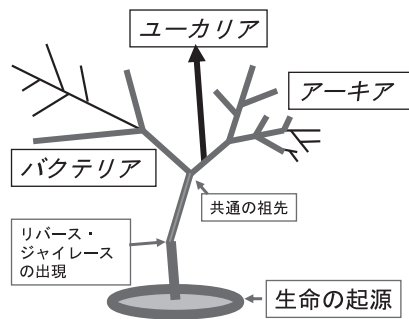 ユーカリア
アーキア
バクテリア
共通の祖先
リバース・
ジャイレース
の出現
生命の起源